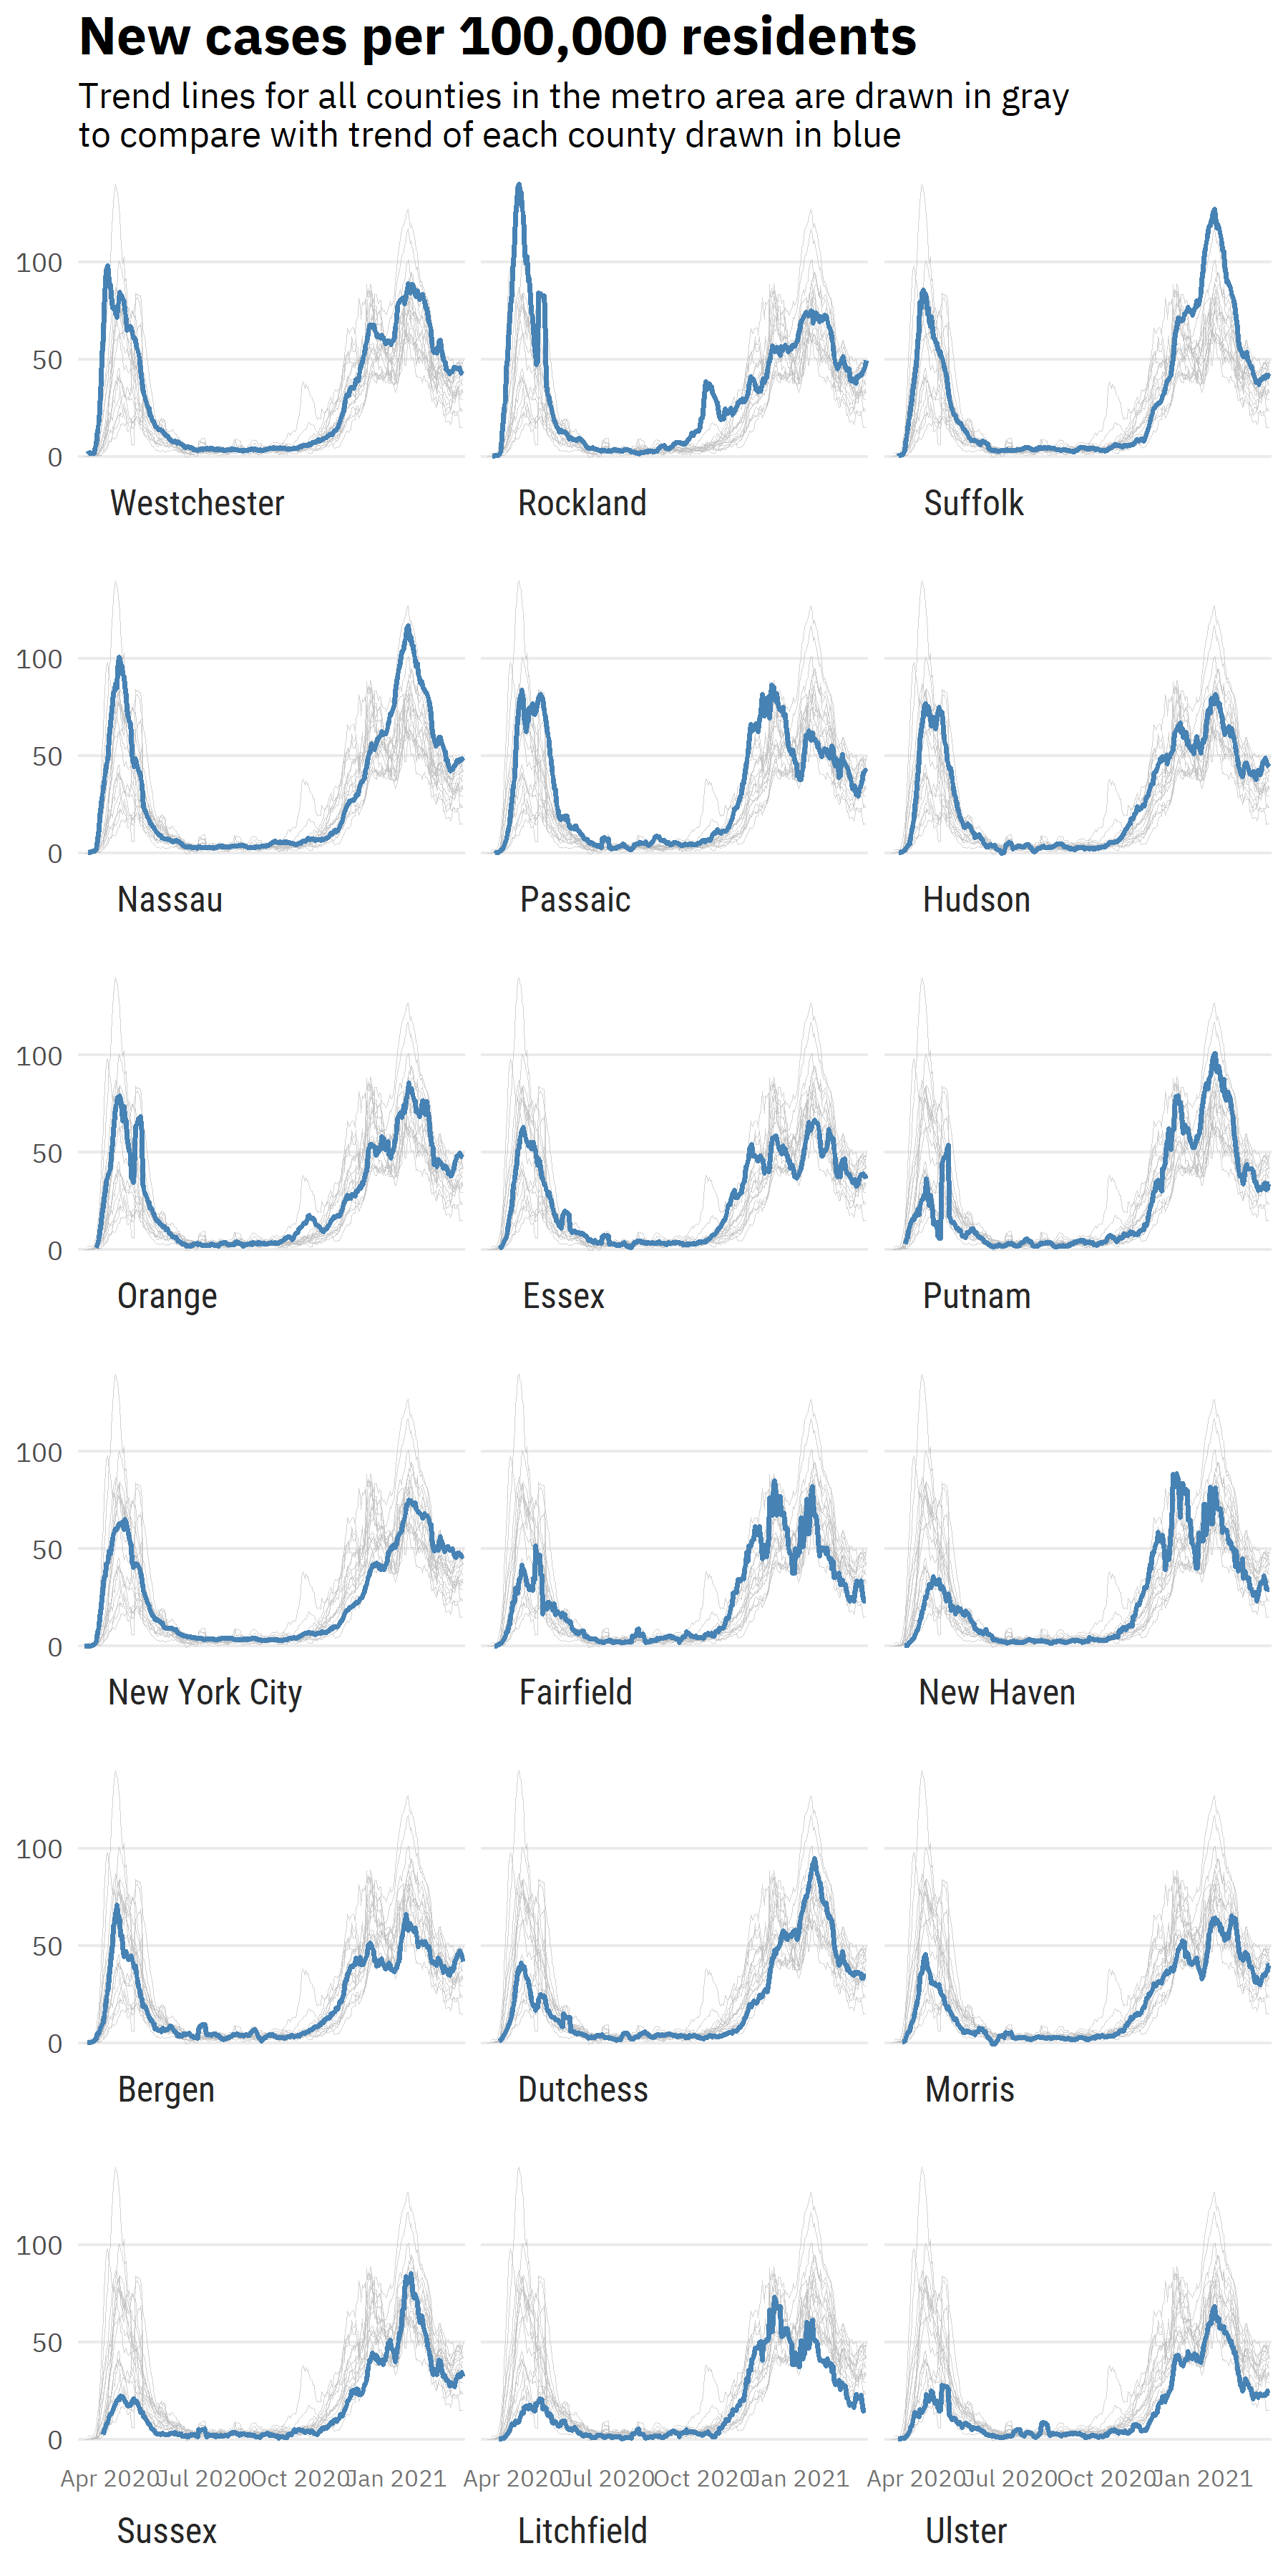 New cases per 100,000 residents
Trend lines for all counties in the metro area are drawn in gray
to compare with trend of each county drawn in blue
100
50
0
Westchester Rockland Suffolk
100
50
0
Nassau Passaic Hudson
100
50
0
Orange Essex Putnam
100
50
0
New York City Fairfield New Haven
100
50
0
Bergen Dutchess Morris
100
50
0
Apr 2020 Jul 2020 Oct 2020 Jan 2021 Apr 2020 Jul 2020 Oct 2020 Jan 2021 Apr 2020 Jul 2020 Oct 2020 Jan 2021
Sussex Litchfield Ulster